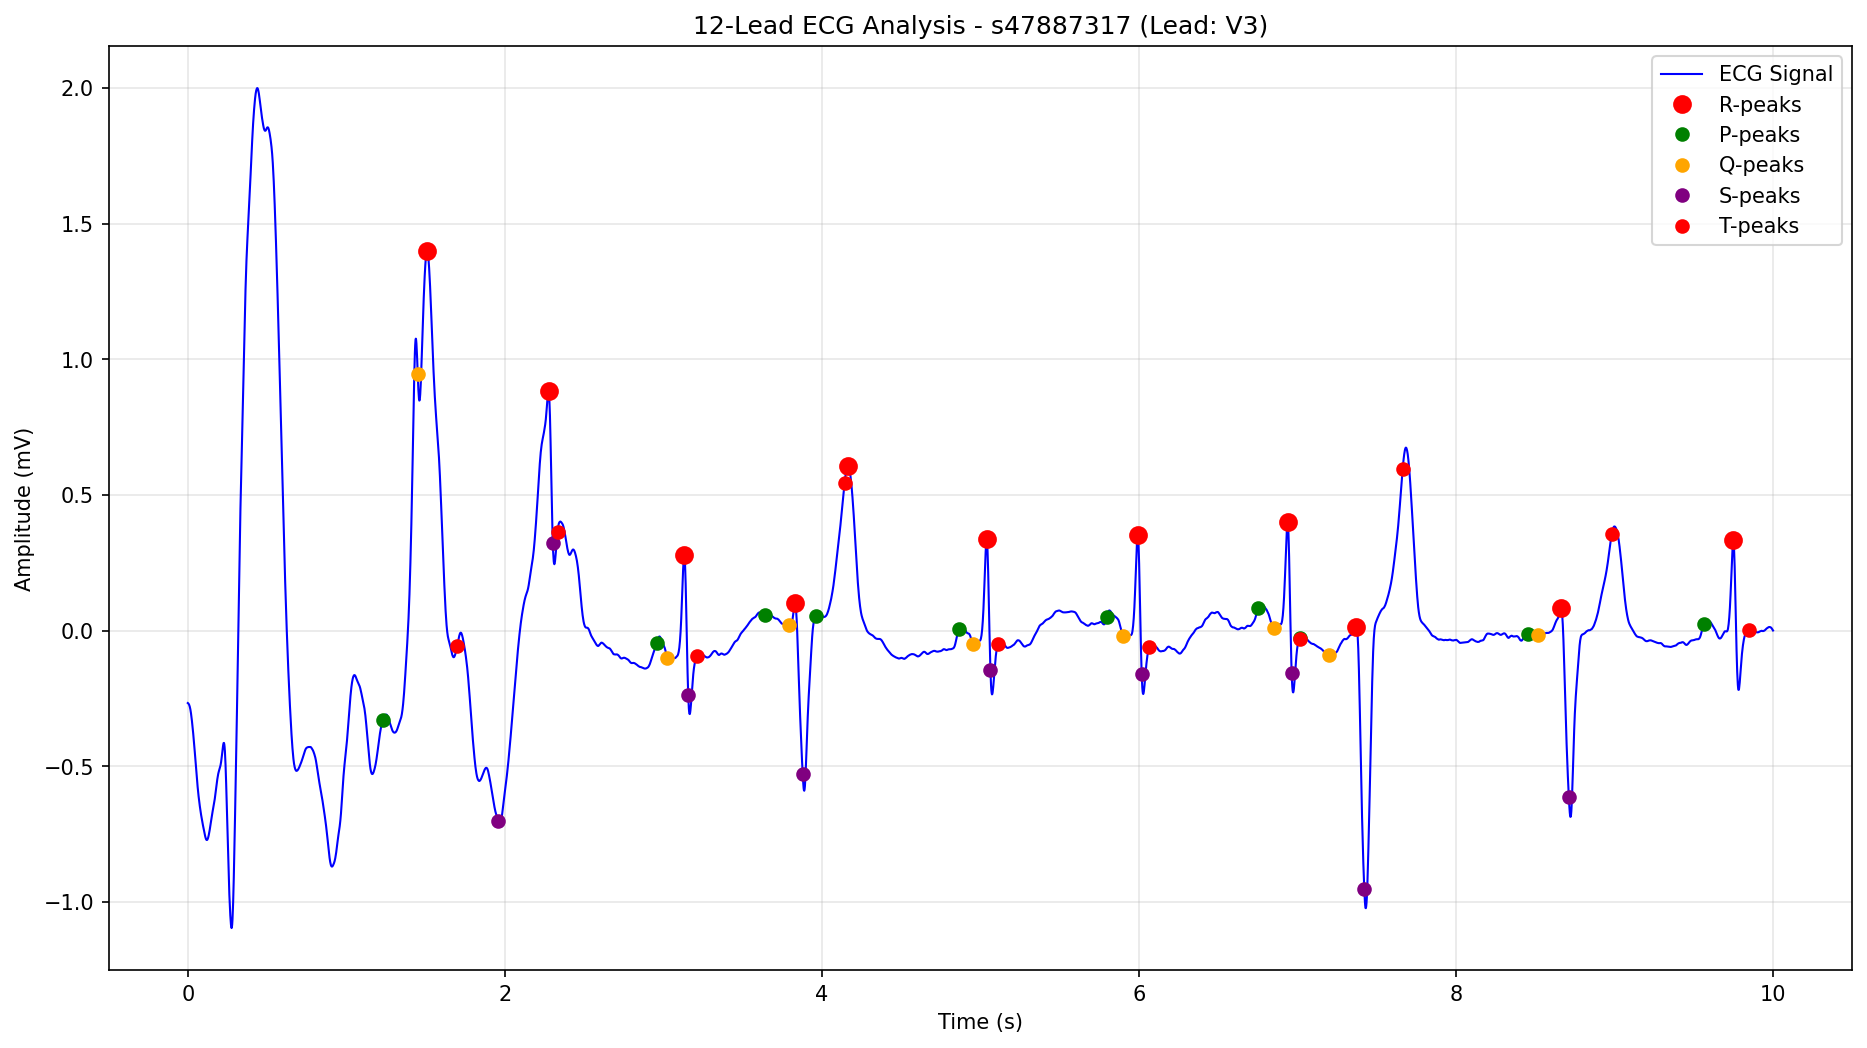 12-Lead ECG Analysis - s47887317 (Lead: V3)
ECG Signal
R-peaks
P-peaks
Q-peaks
S-peaks
T-peaks
Amplitude (mV)
2.0
1.5
1.0
0.5
0.0
−0.5
−1.0
0
2
4
6
8
10
Time (s)